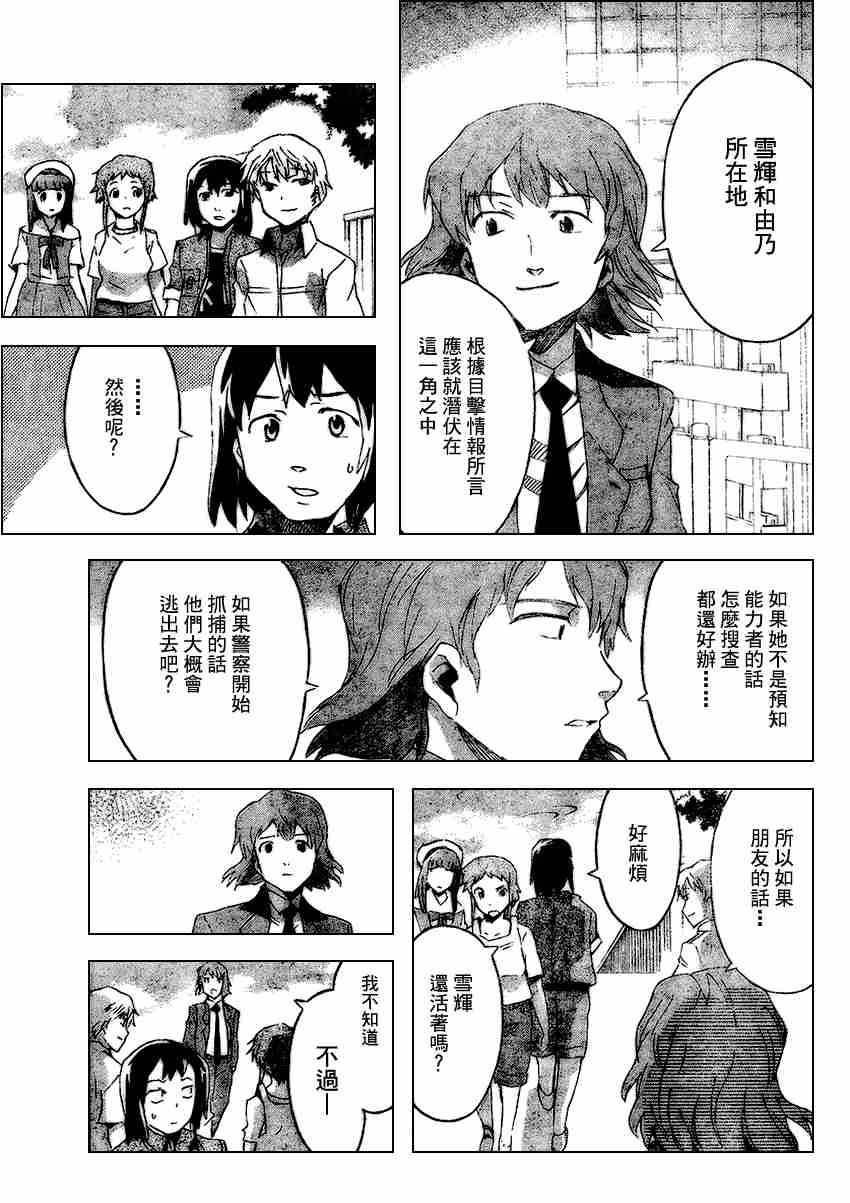 雪輝和由乃
所在地
根據目擊情報所言
應該就潛伏在
這一角之中
……
然後呢？
如果她不是預知
能力者的話
怎麼搜查
都還好辦……
如果警察開始
抓捕的話
他們大概會
逃出去吧？
所以如果
朋友的話…
好麻煩
雪輝
還活著嗎？
我不知道
不過—